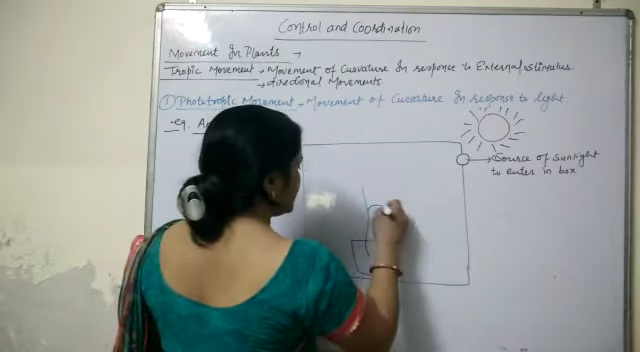 Control and Coordination
Movement In Plants →
Tropic Movement → Movement of Curvature In response to External stimulus.
→ directional Movements.
① Phototropic Movement → Movement of Curvature In response to light
eg.
Source of sunlight
to enter in box